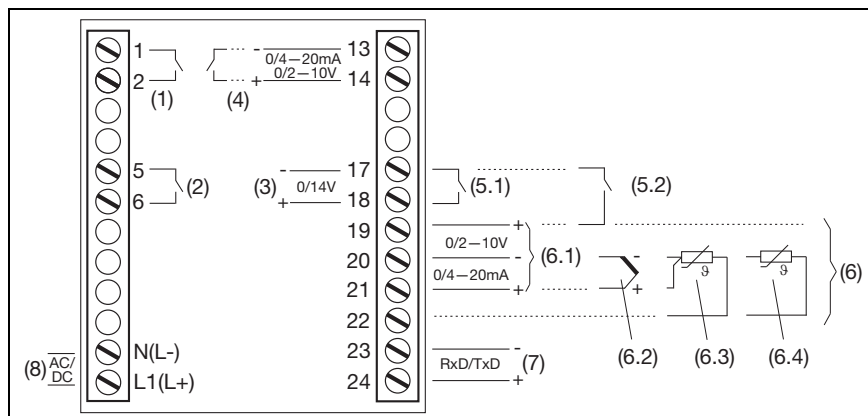 1 - 13
0/4–20mA
2 0/2–10V + 14
(1) (4)
5 - 17
(2) (3) 0/14V (5.1) (5.2)
6 + 18
19 +
0/2–10V (6.1)
20 - - (6)
0/4–20mA ϑ ϑ
21 + +
22
(6.2) (6.3) (6.4)
N(L-) 23 -
(8) AC/DC RxD/TxD (7)
L1(L+) 24 +